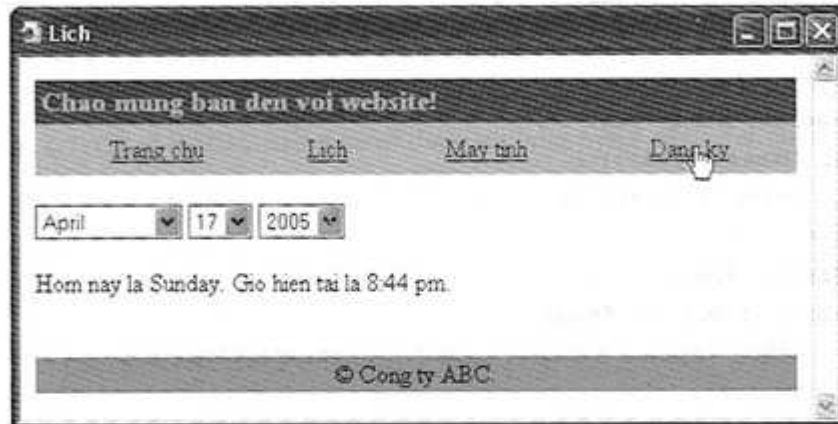 Lich
Chao mung ban den voi website!
Trang chu Lich May tinh Dang ky
April 17 2005
Hom nay la Sunday. Gio hien tai la 8:44 pm.
© Cong ty ABC